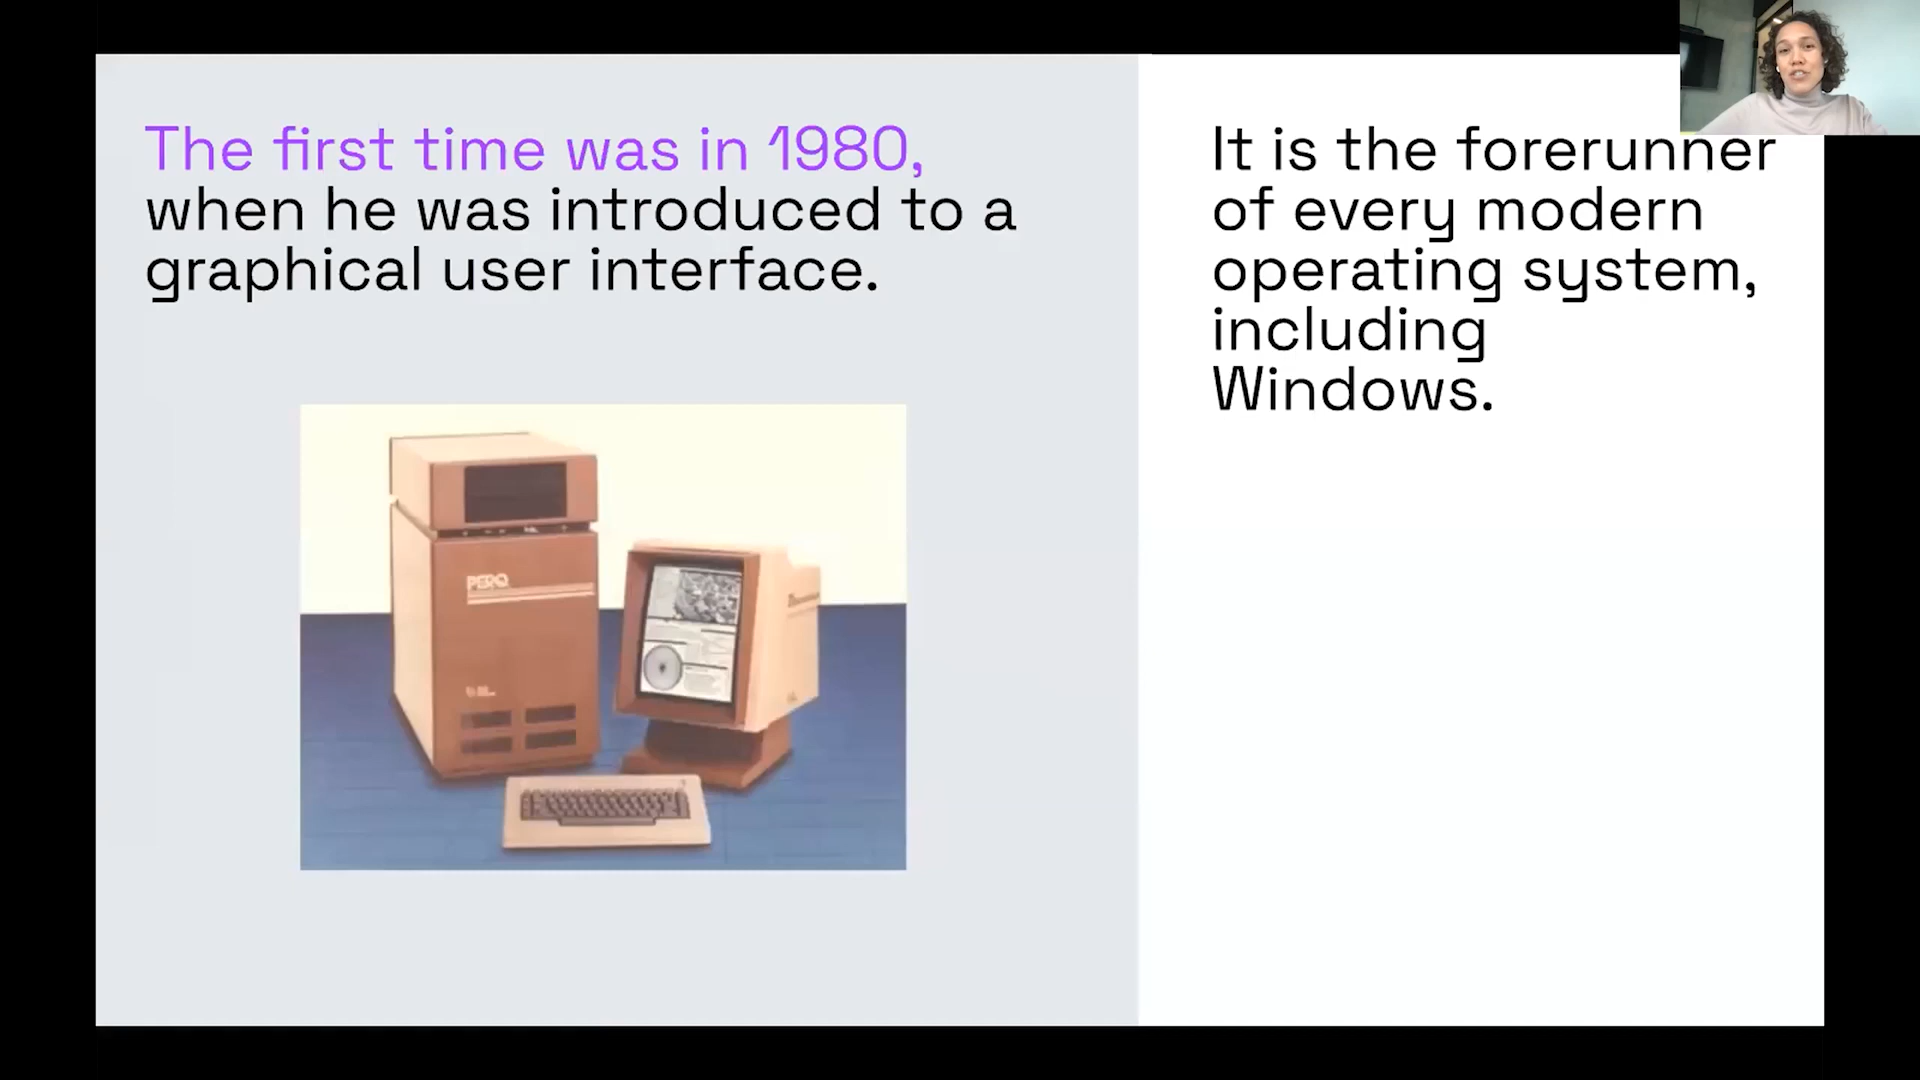 The first time was in 1980,
when he was introduced to a
graphical user interface.
It is the forerunner
of every modern
operating system,
including
Windows.
PERQ